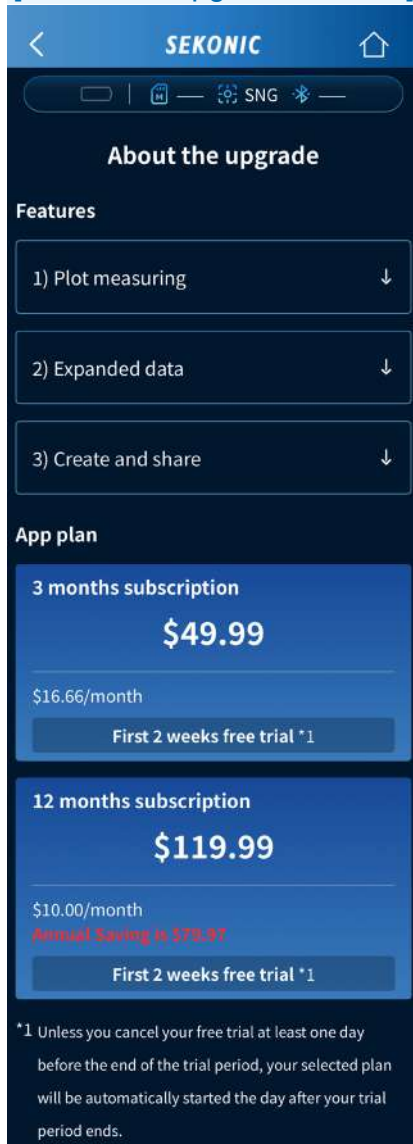 SEKONIC
M — SNG —
About the upgrade
Features
1) Plot measuring ↓
2) Expanded data ↓
3) Create and share ↓
App plan
3 months subscription
$49.99
$16.66/month
First 2 weeks free trial *1
12 months subscription
$119.99
$10.00/month
Annual Saving is $79.97
First 2 weeks free trial *1
*1 Unless you cancel your free trial at least one day
before the end of the trial period, your selected plan
will be automatically started the day after your trial
period ends.